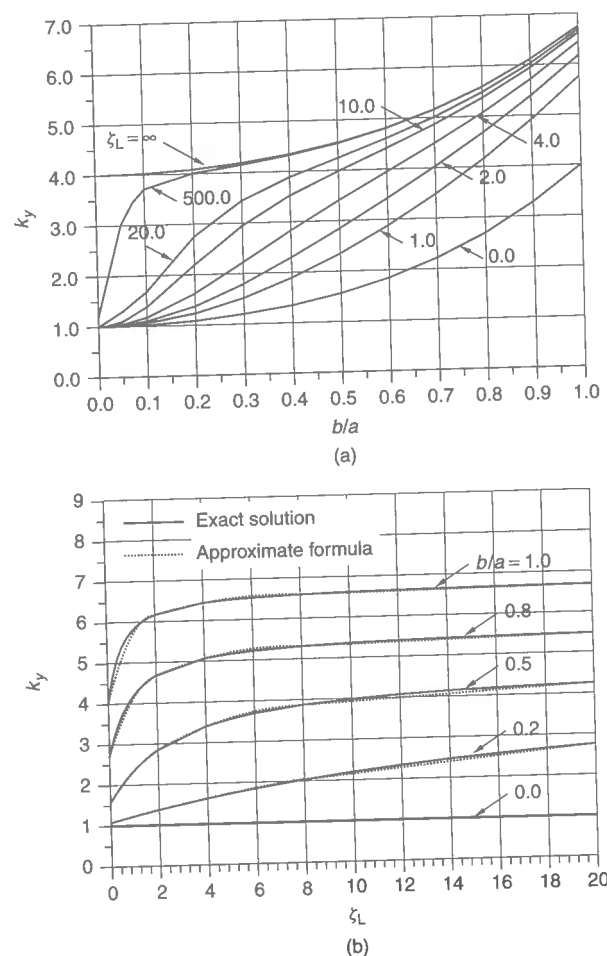 7.0
6.0
5.0
4.0
3.0
2.0
1.0
0.0
k_y
ζ_L = ∞
500.0
20.0
10.0
4.0
2.0
1.0
0.0
0.0 0.1 0.2 0.3 0.4 0.5 0.6 0.7 0.8 0.9 1.0
b/a
(a)
9
8
7
6
5
4
3
2
1
0
k_y
Exact solution
Approximate formula
b/a = 1.0
0.8
0.5
0.2
0.0
0 2 4 6 8 10 12 14 16 18 20
ζ_L
(b)